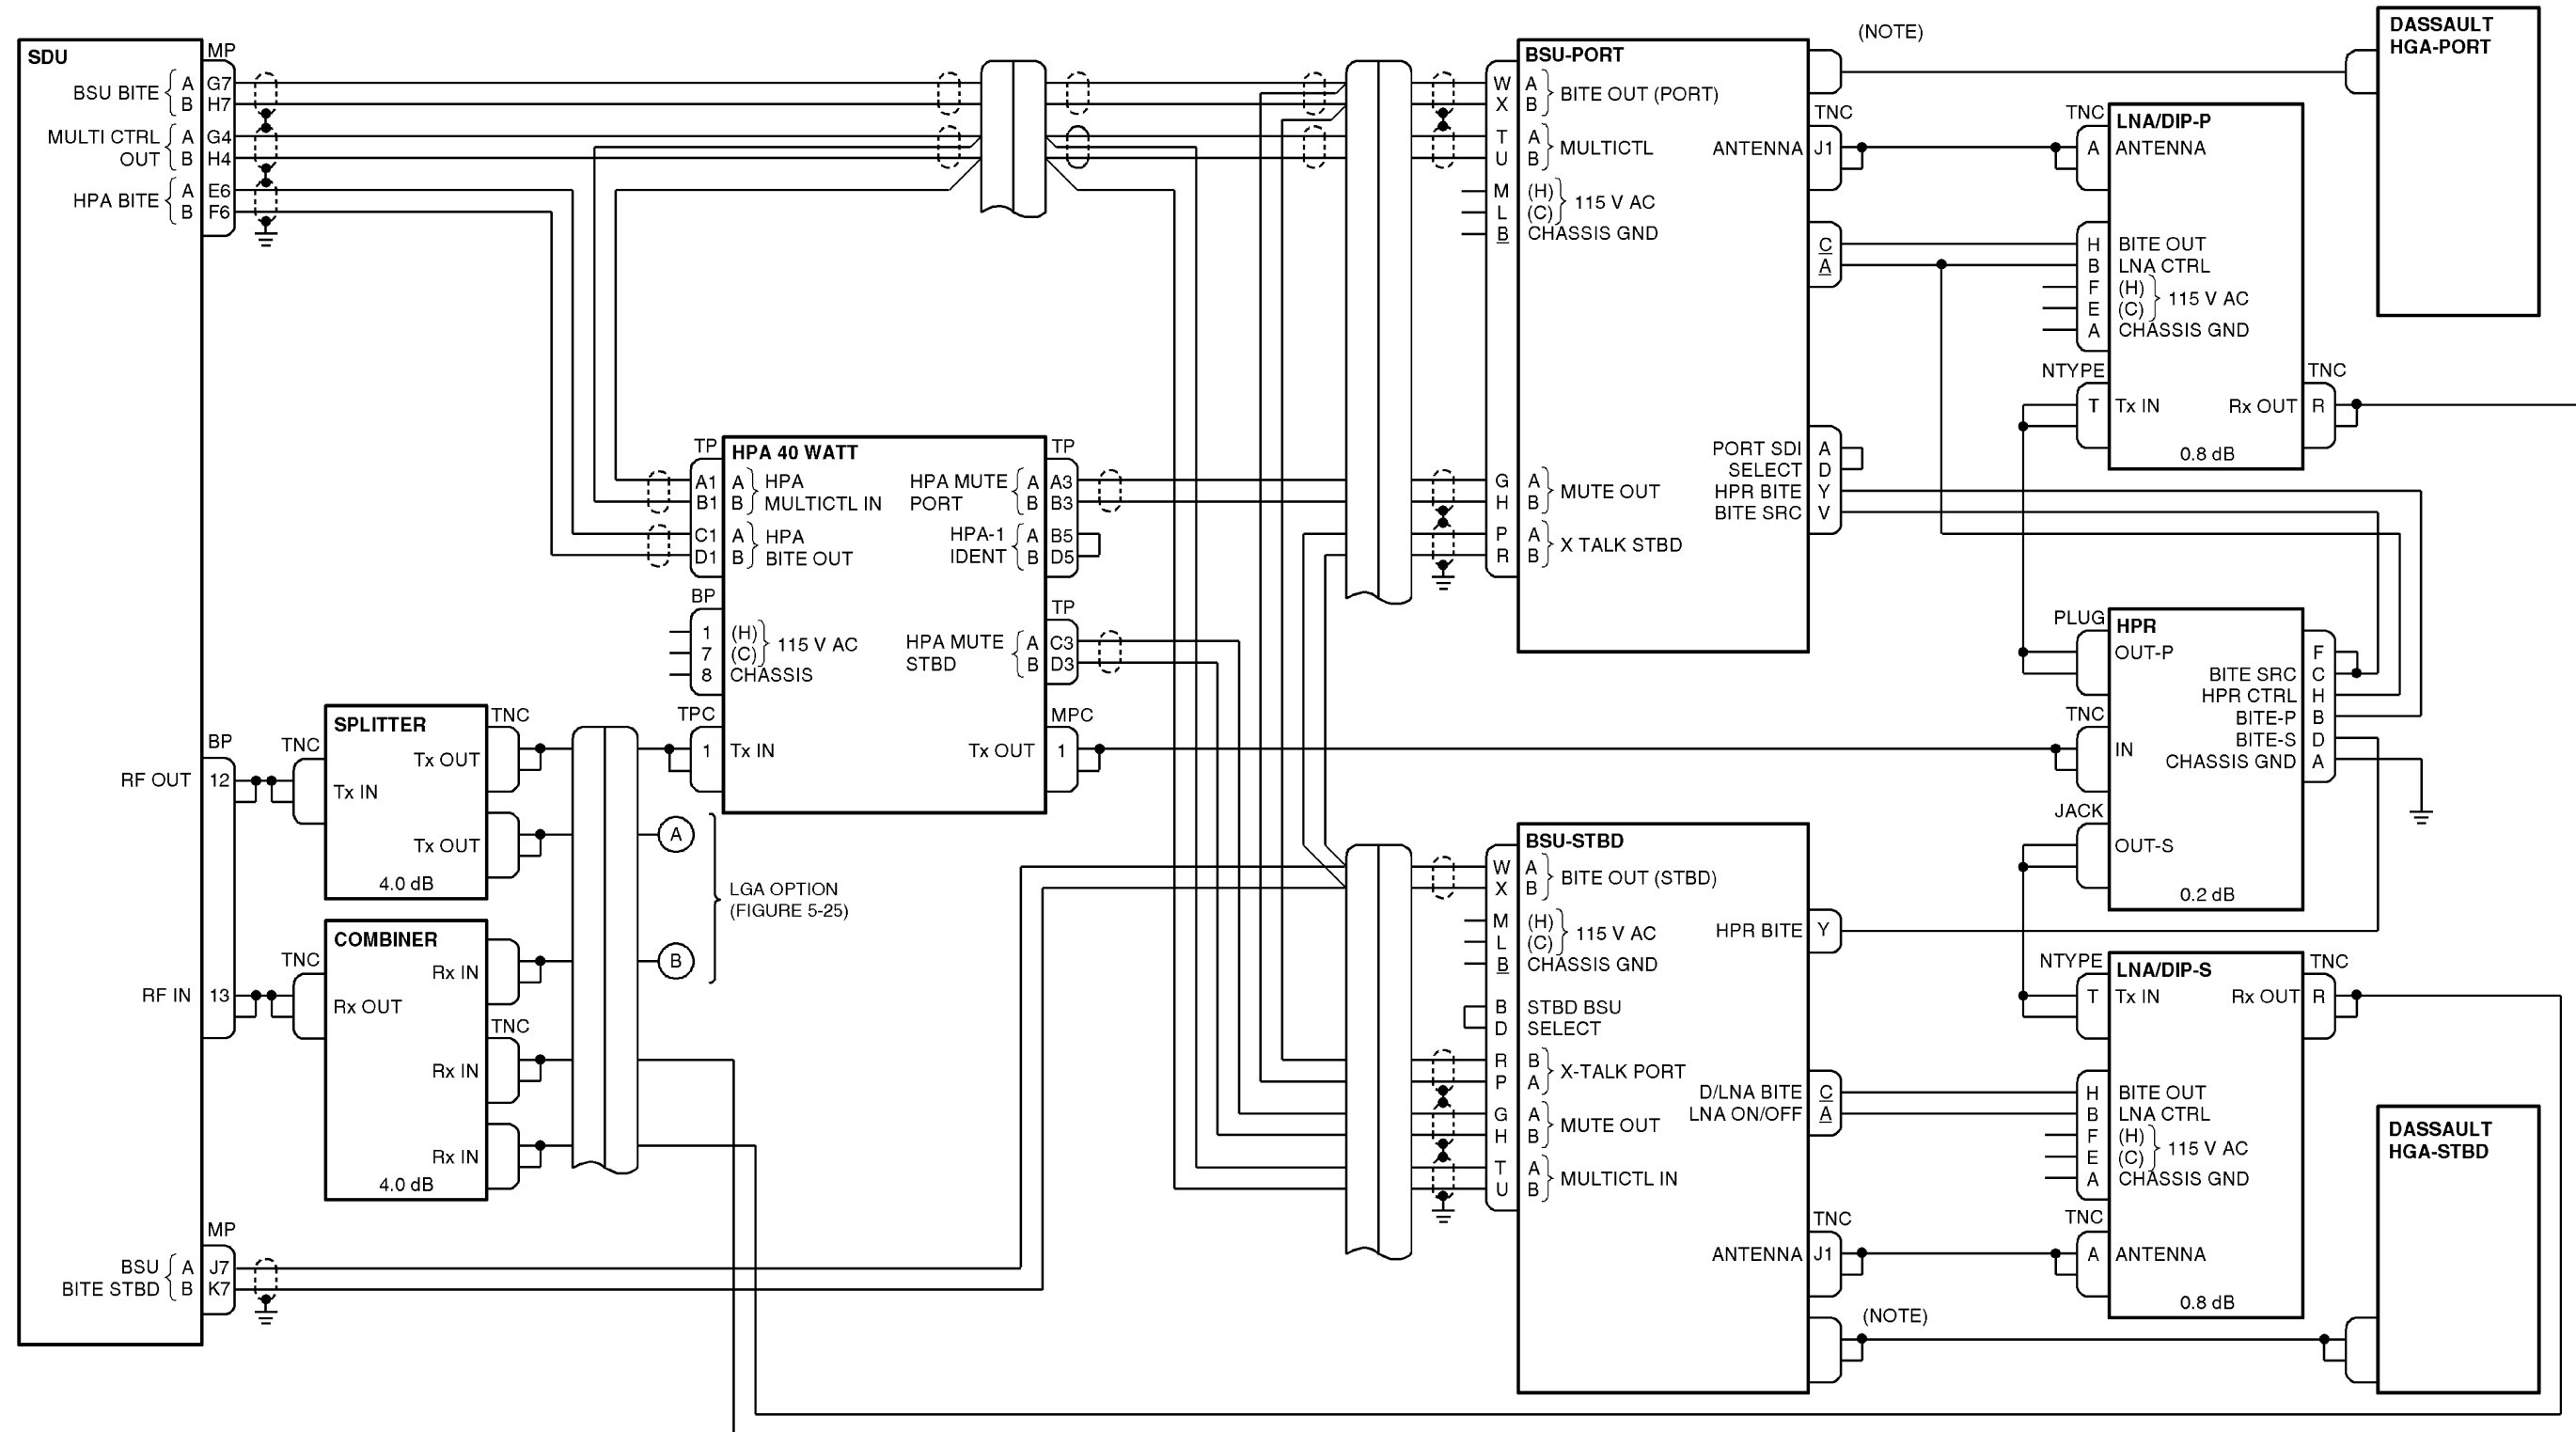 SDU
MP
BSU BITE A G7
B H7
MULTI CTRL A G4
OUT B H4
HPA BITE A E6
B F6
BP
RF OUT 12
RF IN 13
MP
BSU A J7
BITE STBD B K7
SPLITTER
TNC
TNC
Tx OUT
Tx IN
Tx OUT
4.0 dB
COMBINER
TNC
Rx IN
Rx OUT
TNC
Rx IN
Rx IN
4.0 dB
A
B
LGA OPTION
(FIGURE 5-25)
HPA 40 WATT
TP
A1 A HPA
B1 B MULTICTL IN
C1 A HPA
D1 B BITE OUT
BP
1 (H) 115 V AC
7 (C)
8 CHASSIS
TPC
1 Tx IN
TP
HPA MUTE A A3
PORT B B3
HPA-1 A B5
IDENT B D5
TP
HPA MUTE A C3
STBD B D3
MPC
Tx OUT 1
BSU-PORT
W A BITE OUT (PORT)
X B
T A MULTICTL
U B
M (H) 115 V AC
L (C)
B CHASSIS GND
G A MUTE OUT
H B
P A X TALK STBD
R B
(NOTE)
TNC
ANTENNA J1
C
A
PORT SDI A
SELECT D
HPR BITE Y
BITE SRC V
BSU-STBD
W A BITE OUT (STBD)
X B
M (H) 115 V AC
L (C)
B CHASSIS GND
B STBD BSU
D SELECT
R B X-TALK PORT
P A
G A MUTE OUT
H B
T A MULTICTL IN
U B
HPR BITE Y
D/LNA BITE C
LNA ON/OFF A
TNC
ANTENNA J1
(NOTE)
DASSAULT
HGA-PORT
LNA/DIP-P
TNC
A ANTENNA
H BITE OUT
B LNA CTRL
F (H) 115 V AC
E (C)
A CHASSIS GND
NTYPE
T Tx IN
TNC
Rx OUT R
0.8 dB
HPR
PLUG
OUT-P
F
BITE SRC C
HPR CTRL H
BITE-P B
BITE-S D
CHASSIS GND A
TNC
IN
JACK
OUT-S
0.2 dB
LNA/DIP-S
NTYPE
T Tx IN
TNC
Rx OUT R
H BITE OUT
B LNA CTRL
F (H) 115 V AC
E (C)
A CHASSIS GND
TNC
A ANTENNA
0.8 dB
DASSAULT
HGA-STBD